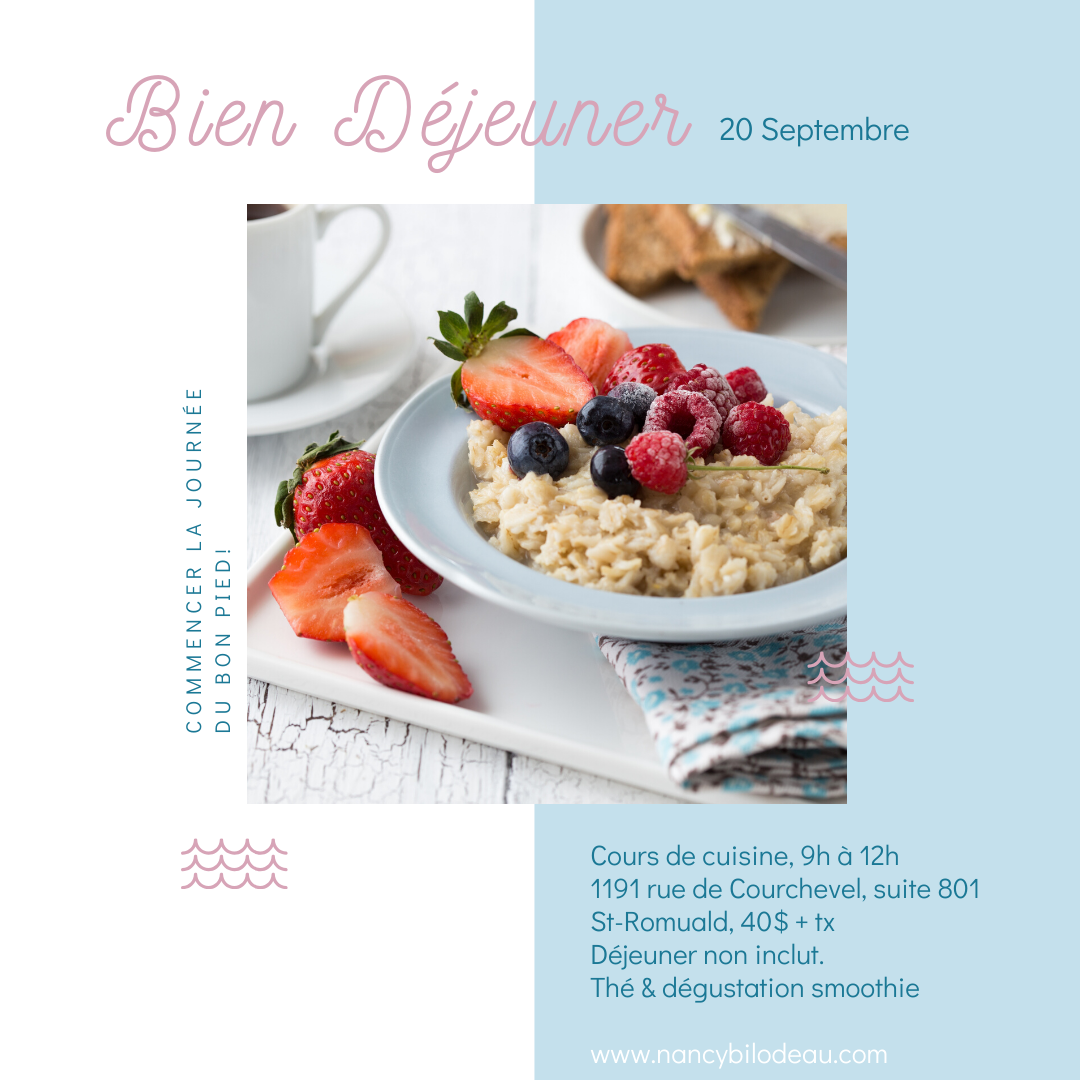 Bien Déjeuner
20 Septembre
COMMENCER LA JOURNÉE
DU BON PIED!
Cours de cuisine, 9h à 12h
1191 rue de Courchevel, suite 801
St-Romuald, 40$ + tx
Déjeuner non inclut.
Thé & dégustation smoothie
www.nancybilodeau.com